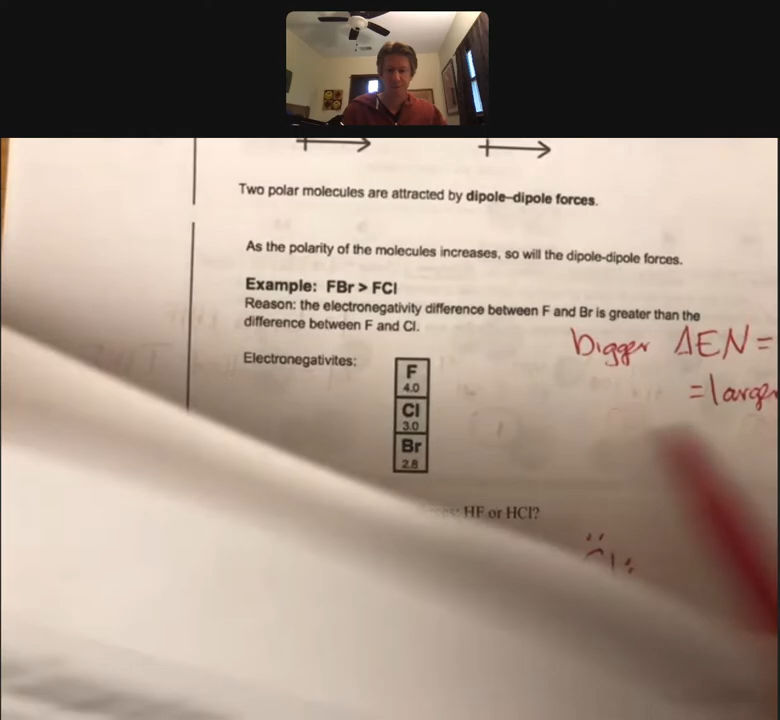 Two polar molecules are attracted by dipole–dipole forces.
As the polarity of the molecules increases, so will the dipole-dipole forces.
Example: FBr > FCl
Reason: the electronegativity difference between F and Br is greater than the
difference between F and Cl.
bigger ΔEN =
= larger
Electronegativites:
F
4.0
Cl
3.0
Br
2.8
HF or HCl?